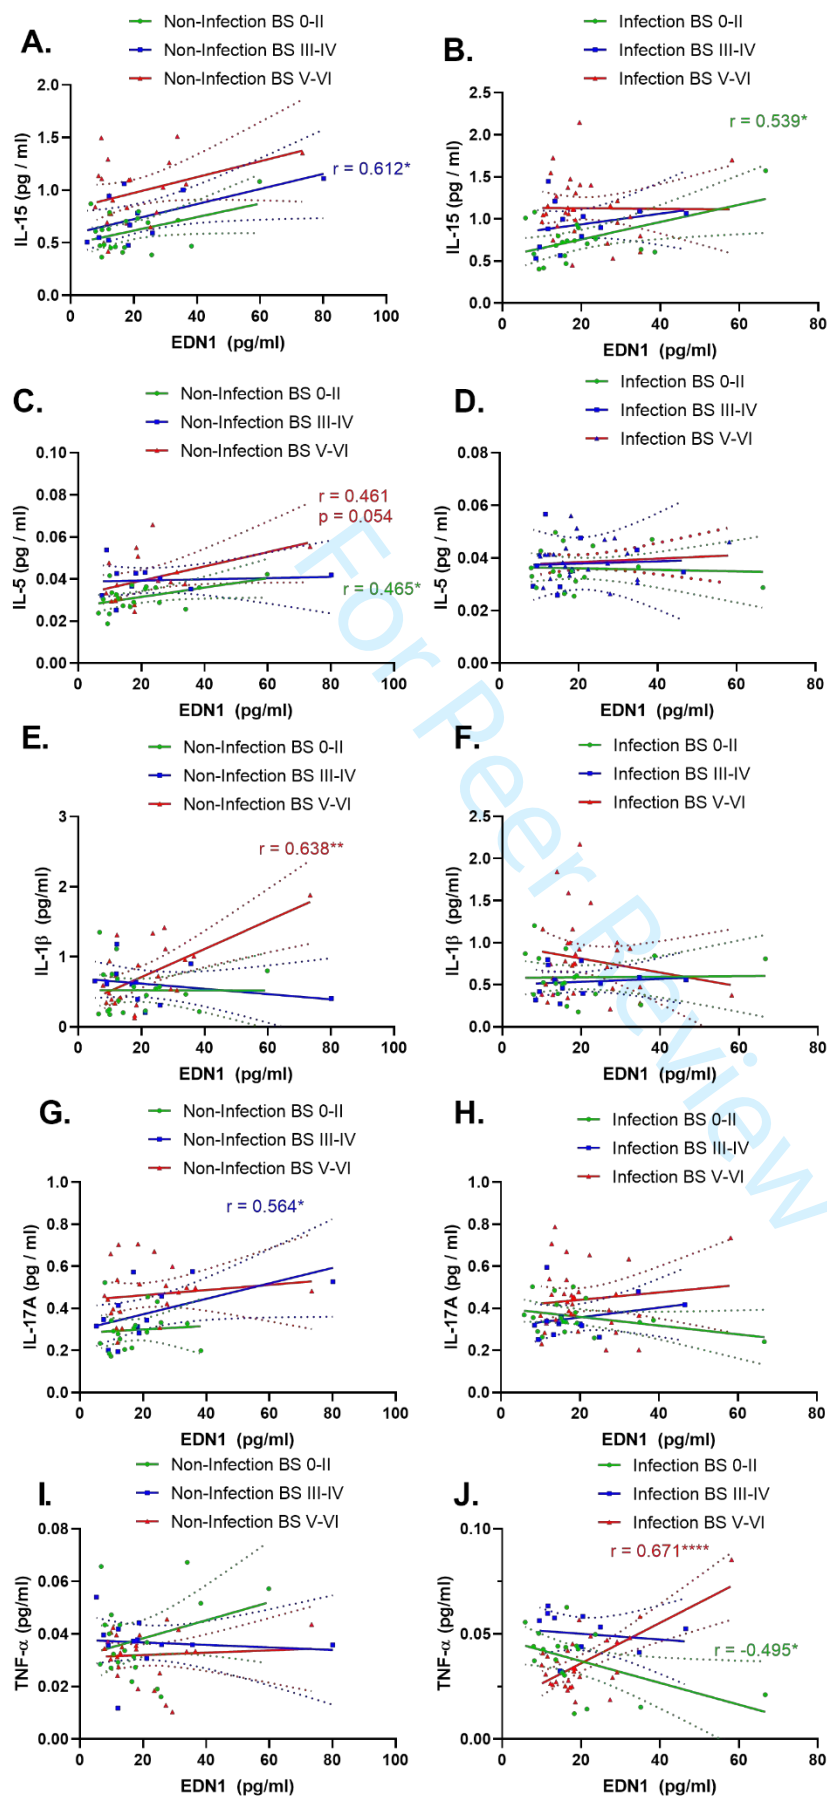 A.
Non-Infection BS 0-II
Non-Infection BS III-IV
Non-Infection BS V-VI
2.0
1.5
1.0
0.5
0.0
IL-15 (pg / ml)
r = 0.612*
0 20 40 60 80 100
EDN1 (pg/ml)
B.
Infection BS 0-II
Infection BS III-IV
Infection BS V-VI
2.5
2.0
1.5
1.0
0.5
0.0
IL-15 (pg / ml)
r = 0.539*
0 20 40 60 80
EDN1 (pg/ml)
C.
Non-Infection BS 0-II
Non-Infection BS III-IV
Non-Infection BS V-VI
0.10
0.08
0.06
0.04
0.02
0.00
IL-5 (pg / ml)
r = 0.461
p = 0.054
r = 0.465*
0 20 40 60 80 100
EDN1 (pg/ml)
D.
Infection BS 0-II
Infection BS III-IV
Infection BS V-VI
0.08
0.06
0.04
0.02
0.00
IL-5 (pg / ml)
0 20 40 60 80
EDN1 (pg/ml)
E.
Non-Infection BS 0-II
Non-Infection BS III-IV
Non-Infection BS V-VI
3
2
1
0
IL-1β (pg/ml)
r = 0.638**
0 20 40 60 80 100
EDN1 (pg/ml)
F.
Infection BS 0-II
Infection BS III-IV
Infection BS V-VI
2.5
2.0
1.5
1.0
0.5
0.0
IL-1β (pg/ml)
0 20 40 60 80
EDN1 (pg/ml)
G.
Non-Infection BS 0-II
Non-Infection BS III-IV
Non-Infection BS V-VI
1.0
0.8
0.6
0.4
0.2
0.0
IL-17A (pg / ml)
r = 0.564*
0 20 40 60 80 100
EDN1 (pg/ml)
H.
Infection BS 0-II
Infection BS III-IV
Infection BS V-VI
1.0
0.8
0.6
0.4
0.2
0.0
IL-17A (pg / ml)
0 20 40 60 80
EDN1 (pg/ml)
I.
Non-Infection BS 0-II
Non-Infection BS III-IV
Non-Infection BS V-VI
0.08
0.06
0.04
0.02
0.00
TNF-α (pg/ml)
0 20 40 60 80 100
EDN1 (pg/ml)
J.
Infection BS 0-II
Infection BS III-IV
Infection BS V-VI
0.10
0.05
0.00
TNF-α (pg/ml)
r = 0.671****
r = -0.495*
0 20 40 60 80
EDN1 (pg/ml)
For Peer Review